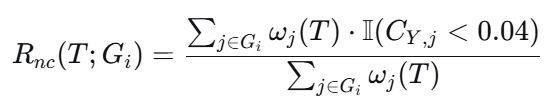 R_{nc}(T; G_i) = \frac{\sum_{j \in G_i} \omega_j(T) \cdot \mathbb{I}(C_{Y,j} < 0.04)}{\sum_{j \in G_i} \omega_j(T)}